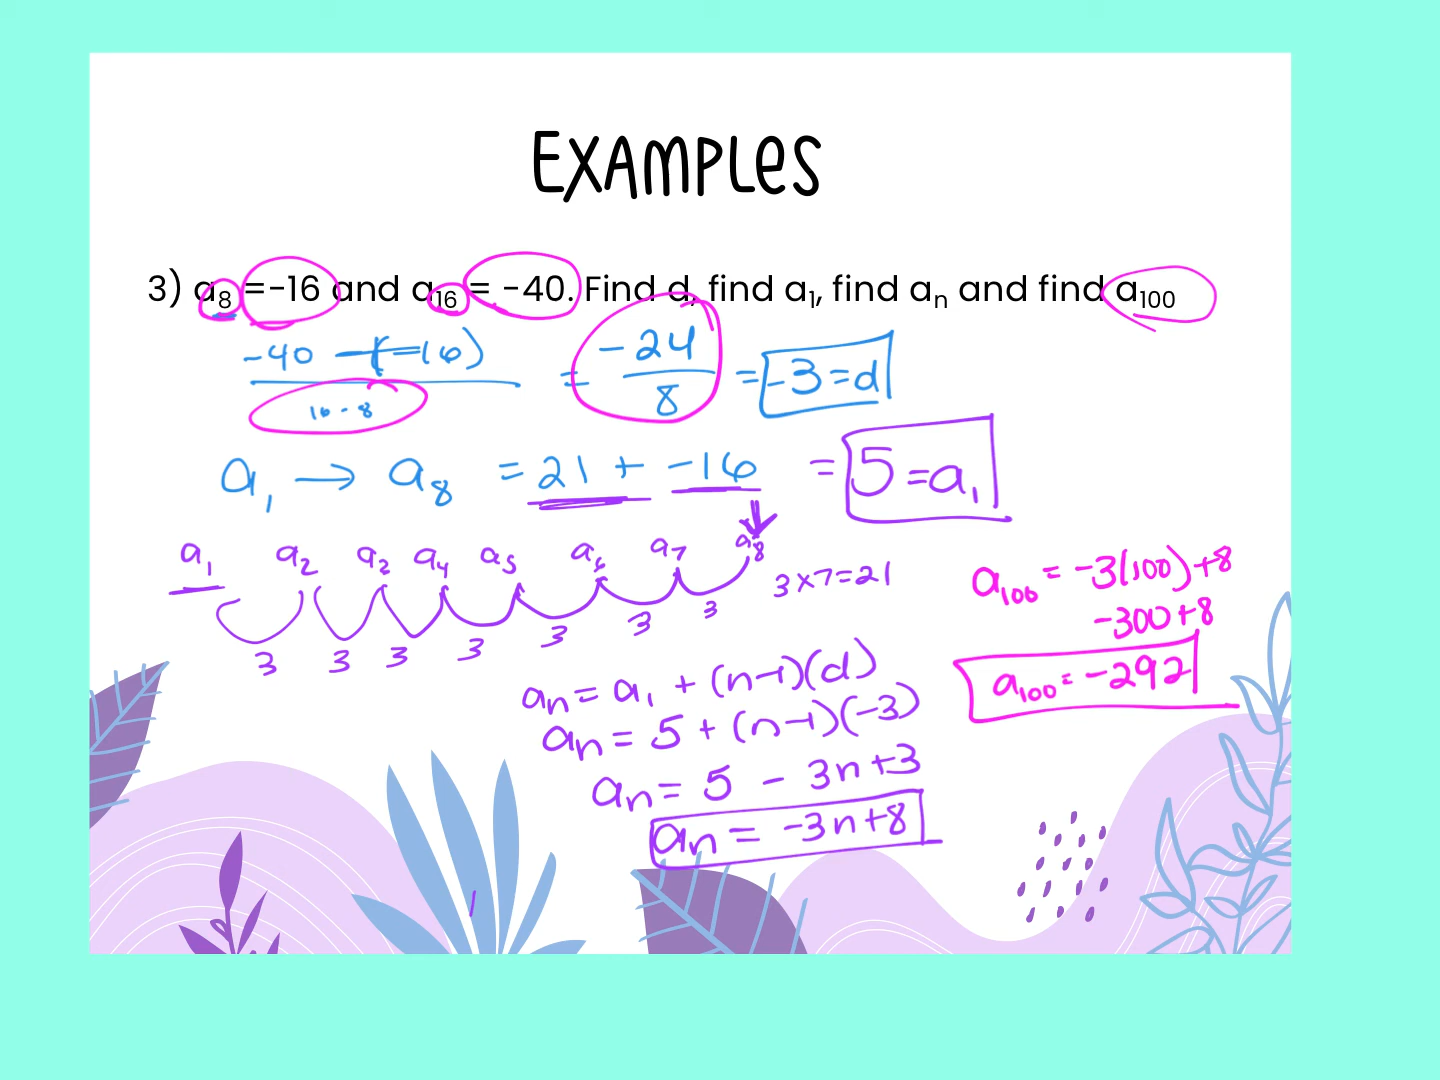 EXAMPLES
3) a8 =-16 and a16 = -40. Find d, find a1, find an and find a100
-40 -(-16)
16 - 8
= -24
8
= -3 = d
a1 → a8 = 21 + -16 = 5 = a1
a1 a2 a2 a4 a5 a6 a7 a8
3 3 3 3 3 3 3
3×7=21
an = a1 + (n-1)(d)
an = 5 + (n-1)(-3)
an = 5 - 3n+3
an = -3n+8
a100 = -3(100)+8
-300+8
a100 = -292